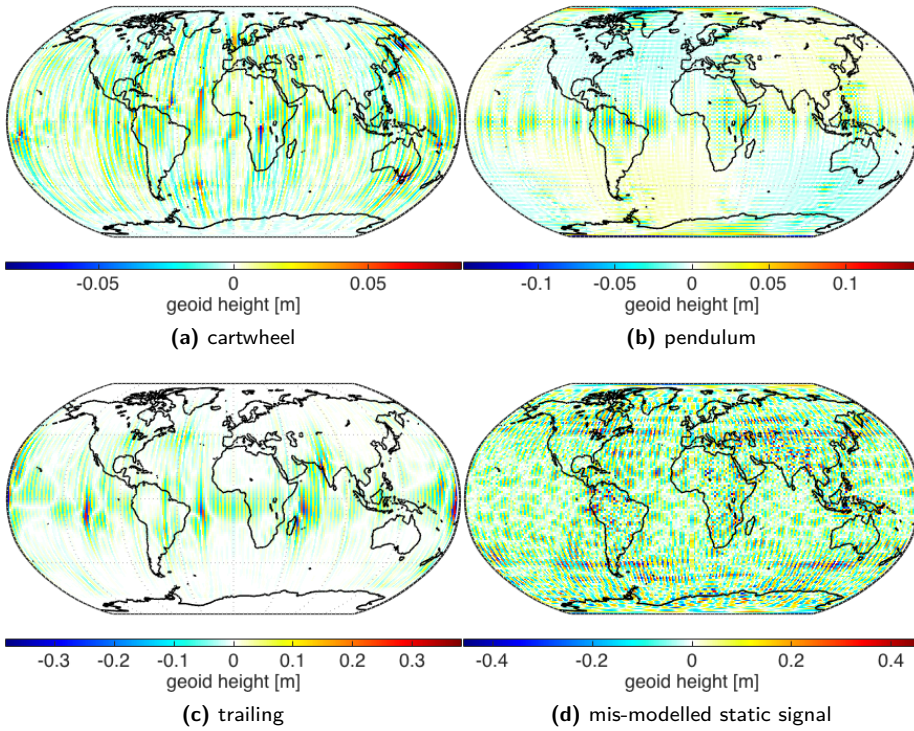 -0.05 0 0.05
geoid height [m]
(a) cartwheel
-0.1 -0.05 0 0.05 0.1
geoid height [m]
(b) pendulum
-0.3 -0.2 -0.1 0 0.1 0.2 0.3
geoid height [m]
(c) trailing
-0.4 -0.2 0 0.2 0.4
geoid height [m]
(d) mis-modelled static signal